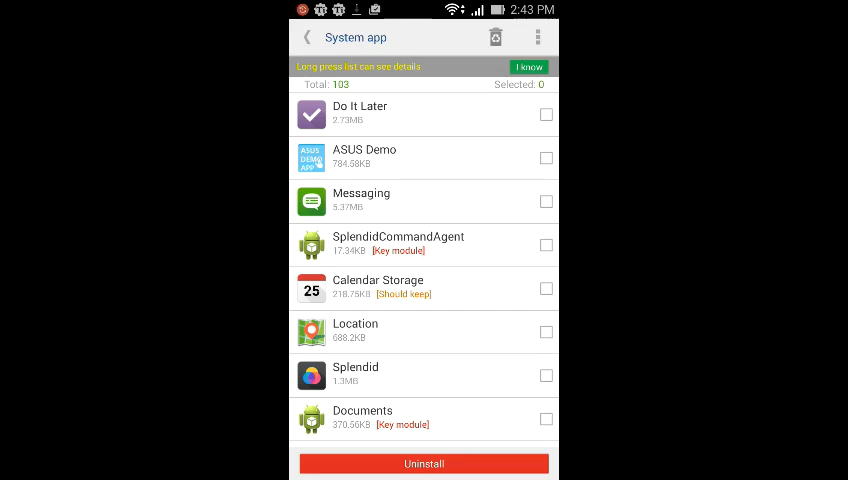 2:43 PM
System app
Long press list can see details
I know
Total: 103
Selected: 0
Do It Later
2.73MB
ASUS DEMO APP
ASUS Demo
784.58KB
Messaging
5.37MB
SplendidCommandAgent
17.34KB [Key module]
25
Calendar Storage
218.75KB [Should keep]
Location
688.2KB
Splendid
1.3MB
Documents
370.56KB [Key module]
Uninstall